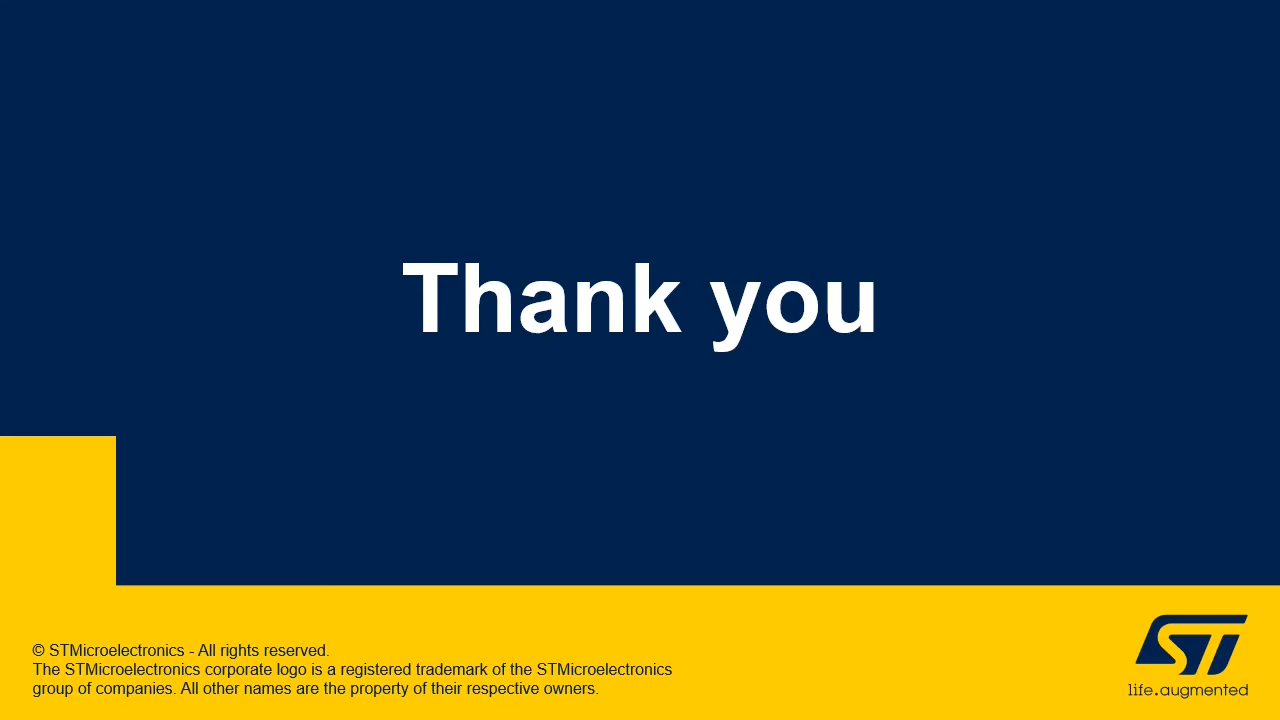 Thank you
© STMicroelectronics - All rights reserved.
The STMicroelectronics corporate logo is a registered trademark of the STMicroelectronics
group of companies. All other names are the property of their respective owners.
ST
life.augmented